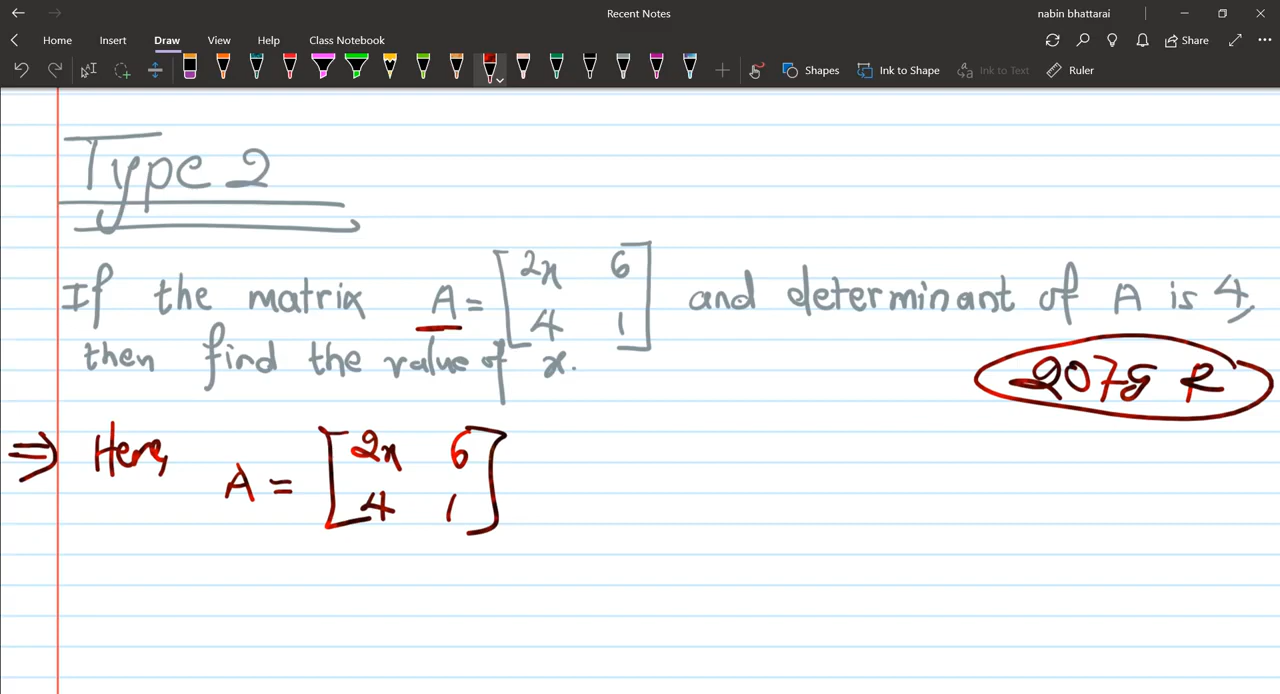 Recent Notes
nabin bhattarai
Home Insert Draw View Help Class Notebook
Share
Shapes Ink to Shape Ink to Text Ruler
Type 2
If the matrix A = [2x 6
4 1] and determinant of A is 4,
then find the value of x.
⇒ Here, A = [2x 6
4 1]